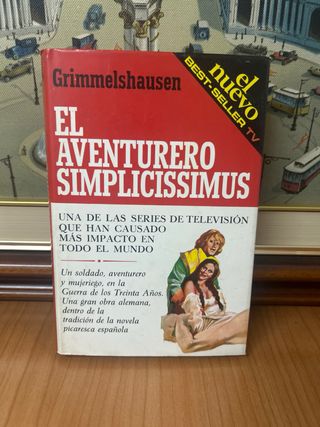 Grimmelshausen
el
nuevo
BEST-SELLER TV
EL
AVENTURERO
SIMPLICISSIMUS
UNA DE LAS SERIES DE TELEVISIÓN
QUE HAN CAUSADO
MÁS IMPACTO EN
TODO EL MUNDO
Un soldado, aventurero
y mujeriego, en la
Guerra de los Treinta Años.
Una gran obra alemana,
dentro de la
tradición de la novela
picaresca española